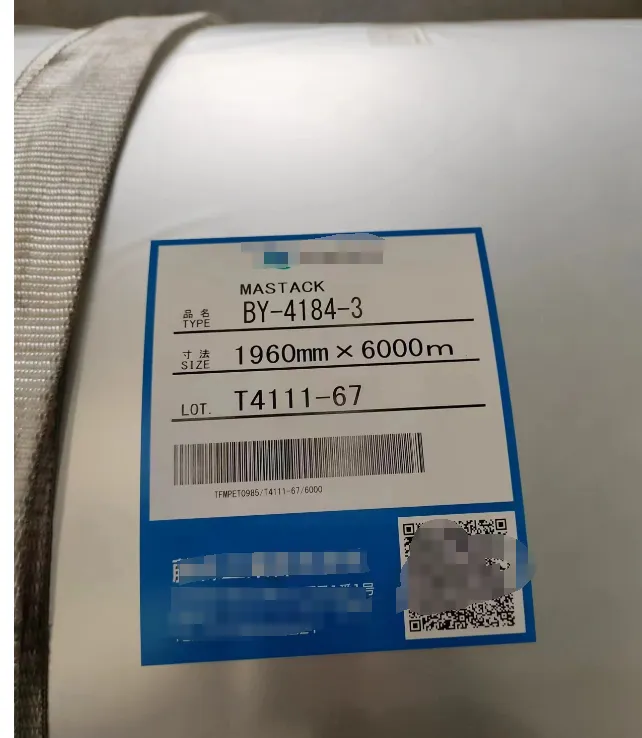 MASTACK
品名
TYPE BY-4184-3
寸法
SIZE 1960mm×6000m
LOT. T4111-67
TFMPET0985/T4111-67/6000